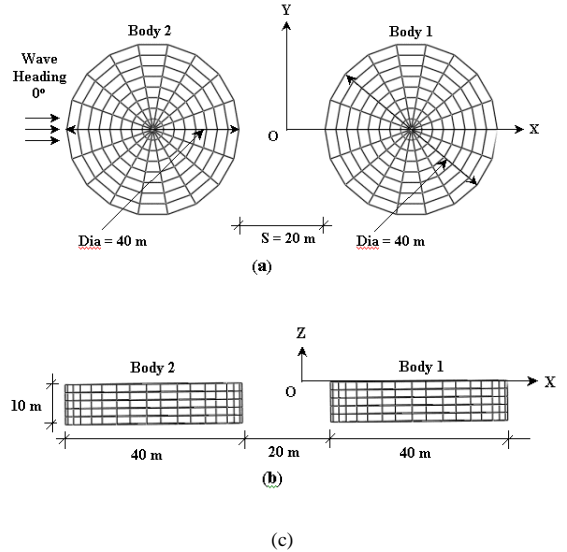 Y
Body 2
Body 1
Wave
Heading
0º
O
X
Dia = 40 m
S = 20 m
Dia = 40 m
(a)
Z
Body 2
Body 1
O
X
10 m
40 m
20 m
40 m
(b)
(c)